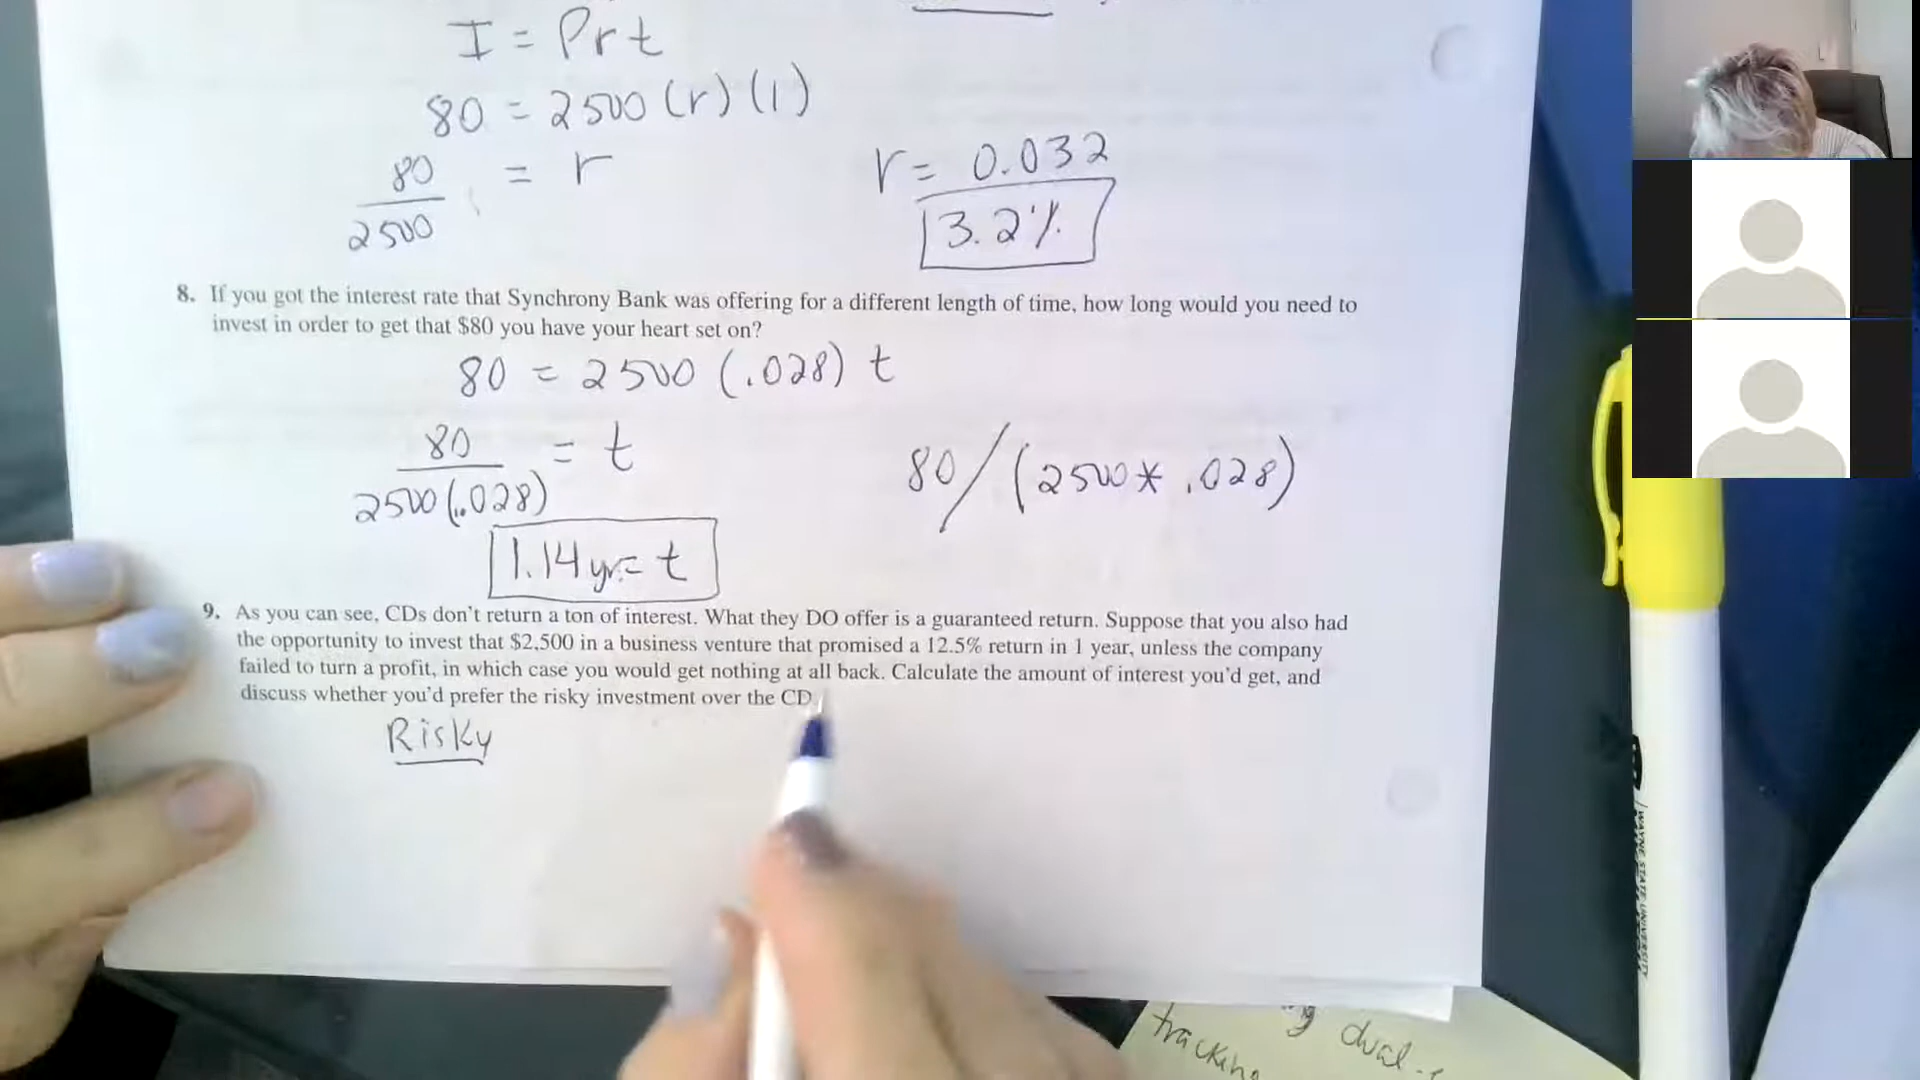 I = Prt
80 = 2500 (r) (1)
80 / 2500 = r
r = 0.032
3.2%
8. If you got the interest rate that Synchrony Bank was offering for a different length of time, how long would you need to
invest in order to get that $80 you have your heart set on?
80 = 2500 (.028) t
80 / 2500(.028) = t
80/(2500* .028)
1.14 yr = t
9. As you can see, CDs don't return a ton of interest. What they DO offer is a guaranteed return. Suppose that you also had
the opportunity to invest that $2,500 in a business venture that promised a 12.5% return in 1 year, unless the company
failed to turn a profit, in which case you would get nothing at all back. Calculate the amount of interest you'd get, and
discuss whether you'd prefer the risky investment over the CD.
Risky
WAYNE STATE UNIVERSITY
dual
tracking